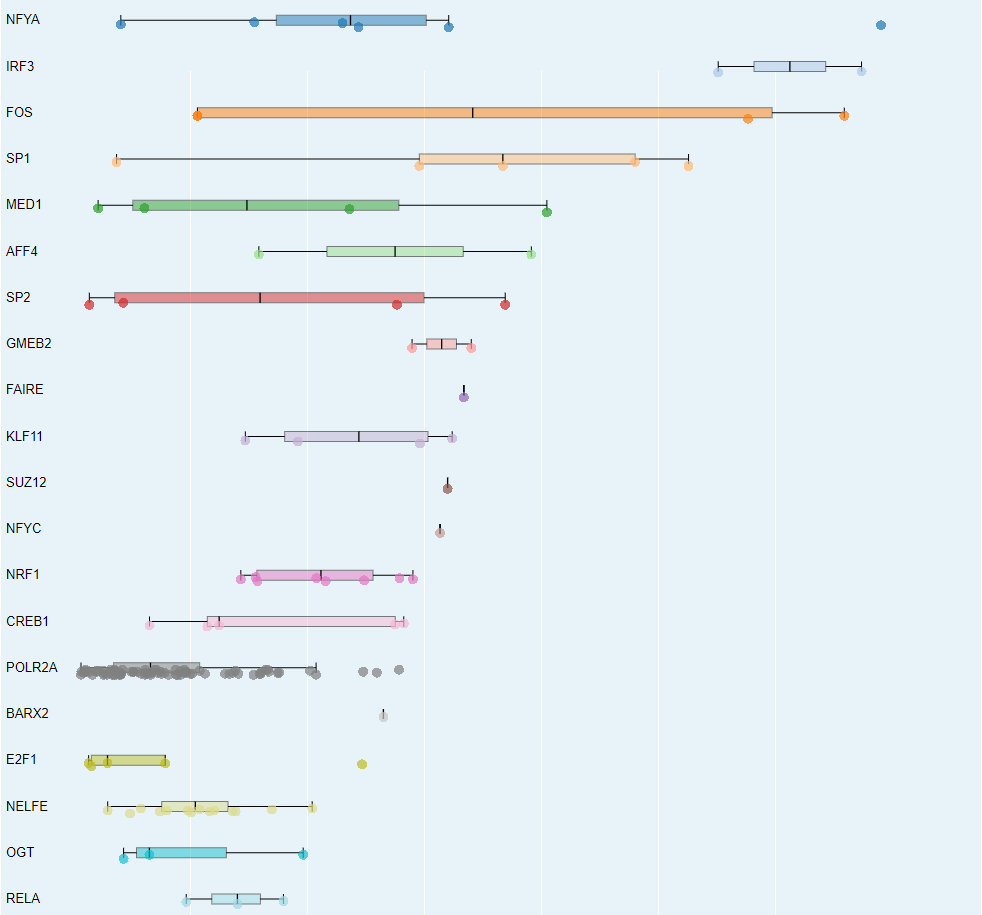 NFYA
IRF3
FOS
SP1
MED1
AFF4
SP2
GMEB2
FAIRE
KLF11
SUZ12
NFYC
NRF1
CREB1
POLR2A
BARX2
E2F1
NELFE
OGT
RELA